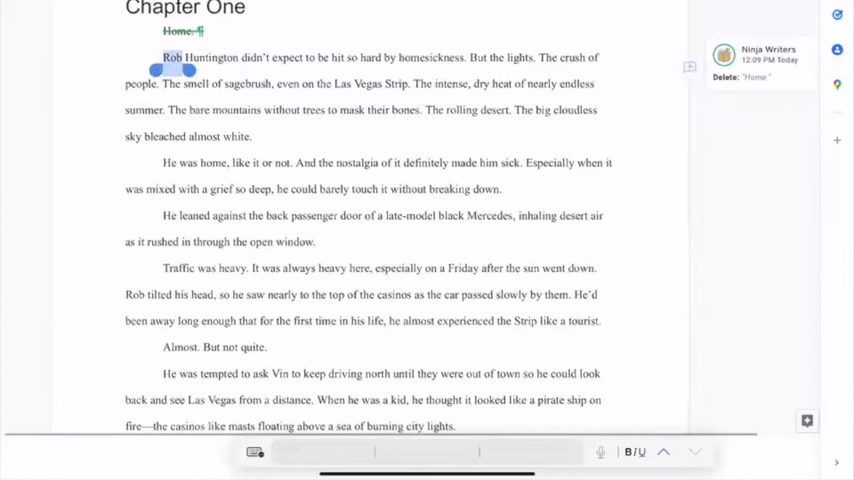 Chapter One
Home. ¶
Rob Huntington didn't expect to be hit so hard by homesickness. But the lights. The crush of
people. The smell of sagebrush, even on the Las Vegas Strip. The intense, dry heat of nearly endless
summer. The bare mountains without trees to mask their bones. The rolling desert. The big cloudless
sky bleached almost white.
He was home, like it or not. And the nostalgia of it definitely made him sick. Especially when it
was mixed with a grief so deep, he could barely touch it without breaking down.
He leaned against the back passenger door of a late-model black Mercedes, inhaling desert air
as it rushed in through the open window.
Traffic was heavy. It was always heavy here, especially on a Friday after the sun went down.
Rob tilted his head, so he saw nearly to the top of the casinos as the car passed slowly by them. He'd
been away long enough that for the first time in his life, he almost experienced the Strip like a tourist.
Almost. But not quite.
He was tempted to ask Vin to keep driving north until they were out of town so he could look
back and see Las Vegas from a distance. When he was a kid, he thought it looked like a pirate ship on
fire—the casinos like masts floating above a sea of burning city lights.
Ninja Writers
12:09 PM Today
Delete: "Home "
B I U